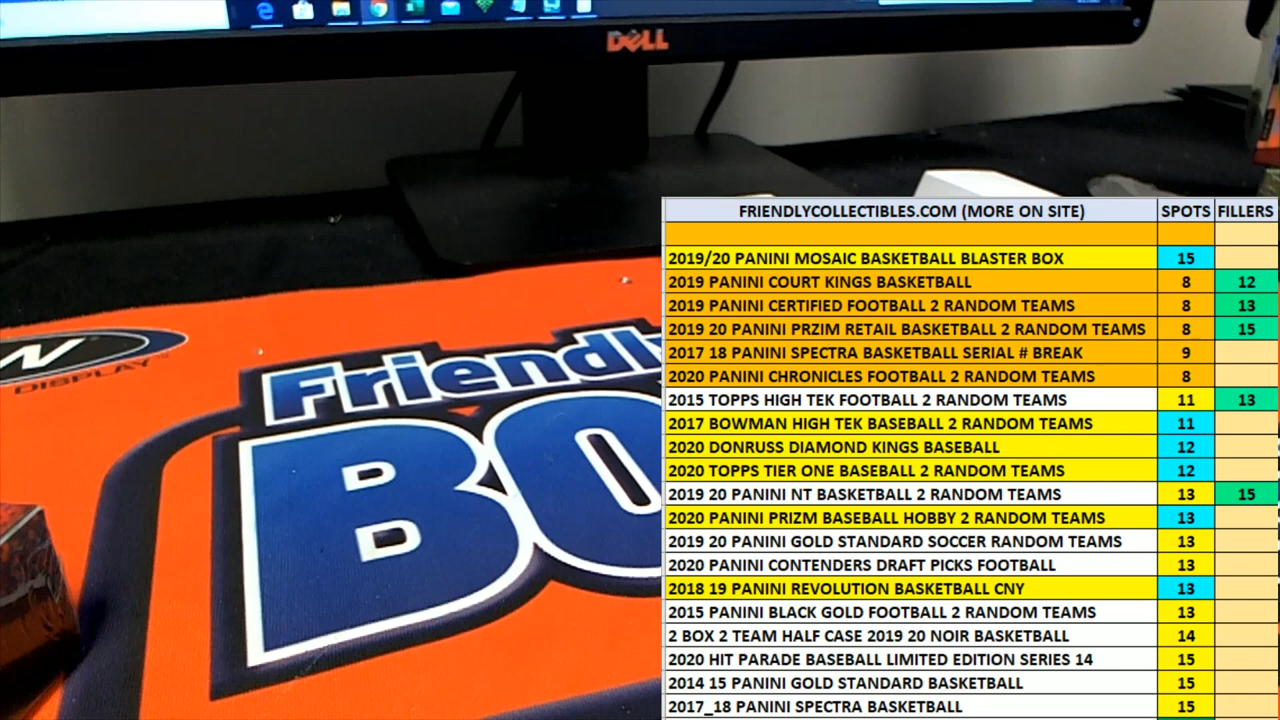 DELL
N
DISPLAY™
Friendly
BO
FRIENDLYCOLLECTIBLES.COM (MORE ON SITE) SPOTS FILLERS
2019/20 PANINI MOSAIC BASKETBALL BLASTER BOX 15
2019 PANINI COURT KINGS BASKETBALL 8 12
2019 PANINI CERTIFIED FOOTBALL 2 RANDOM TEAMS 8 13
2019 20 PANINI PRZIM RETAIL BASKETBALL 2 RANDOM TEAMS 8 15
2017 18 PANINI SPECTRA BASKETBALL SERIAL # BREAK 9
2020 PANINI CHRONICLES FOOTBALL 2 RANDOM TEAMS 8
2015 TOPPS HIGH TEK FOOTBALL 2 RANDOM TEAMS 11 13
2017 BOWMAN HIGH TEK BASEBALL 2 RANDOM TEAMS 11
2020 DONRUSS DIAMOND KINGS BASEBALL 12
2020 TOPPS TIER ONE BASEBALL 2 RANDOM TEAMS 12
2019 20 PANINI NT BASKETBALL 2 RANDOM TEAMS 13 15
2020 PANINI PRIZM BASEBALL HOBBY 2 RANDOM TEAMS 13
2019 20 PANINI GOLD STANDARD SOCCER RANDOM TEAMS 13
2020 PANINI CONTENDERS DRAFT PICKS FOOTBALL 13
2018 19 PANINI REVOLUTION BASKETBALL CNY 13
2015 PANINI BLACK GOLD FOOTBALL 2 RANDOM TEAMS 13
2 BOX 2 TEAM HALF CASE 2019 20 NOIR BASKETBALL 14
2020 HIT PARADE BASEBALL LIMITED EDITION SERIES 14 15
2014 15 PANINI GOLD STANDARD BASKETBALL 15
2017_18 PANINI SPECTRA BASKETBALL 15